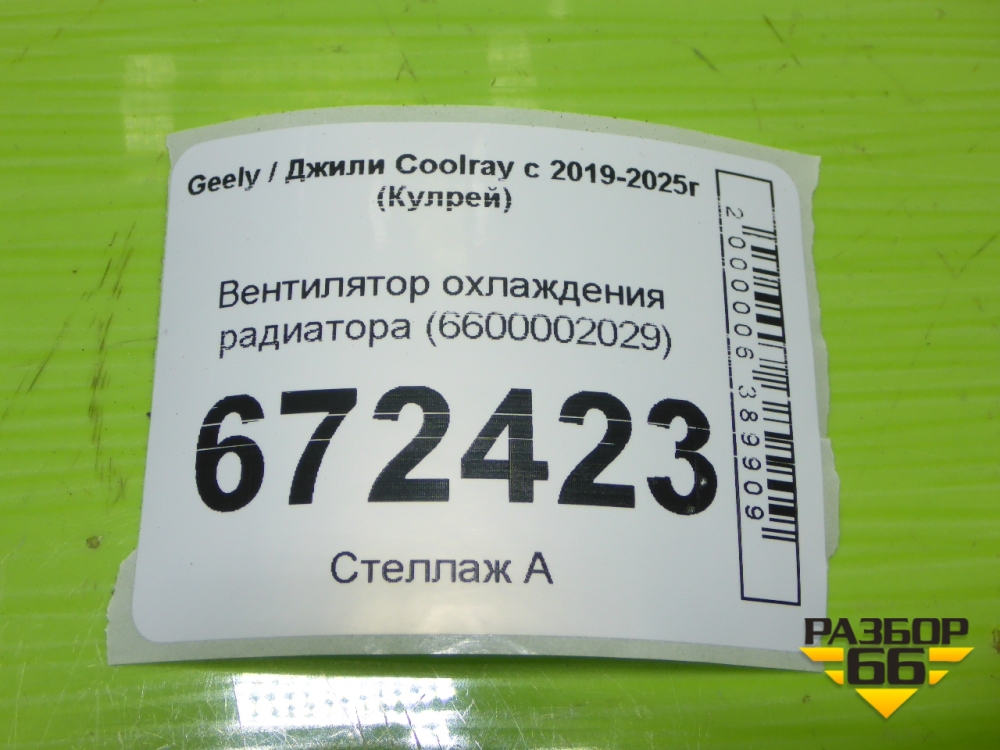 Geely / Джили Coolray с 2019-2025г
(Кулрей)
Вентилятор охлаждения
радиатора (6600002029)
672423
Стеллаж А
2000006389909
РАЗБОР
66